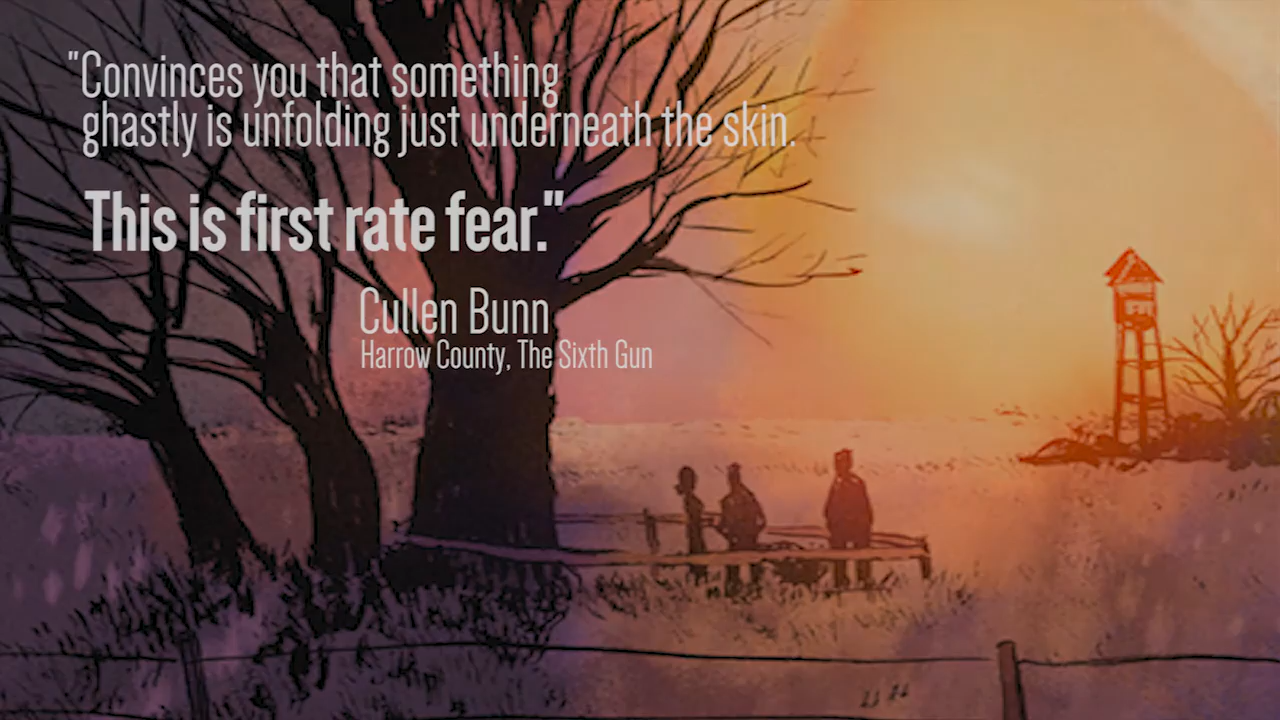 "Convinces you that something
ghastly is unfolding just underneath the skin.
This is first rate fear."
Cullen Bunn
Harrow County, The Sixth Gun